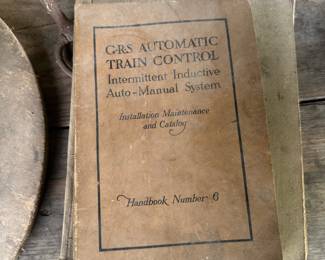 G-R-S AUTOMATIC
TRAIN CONTROL
Intermittent Inductive
Auto-Manual System
Installation Maintenance
and Catalog
Handbook Number 6